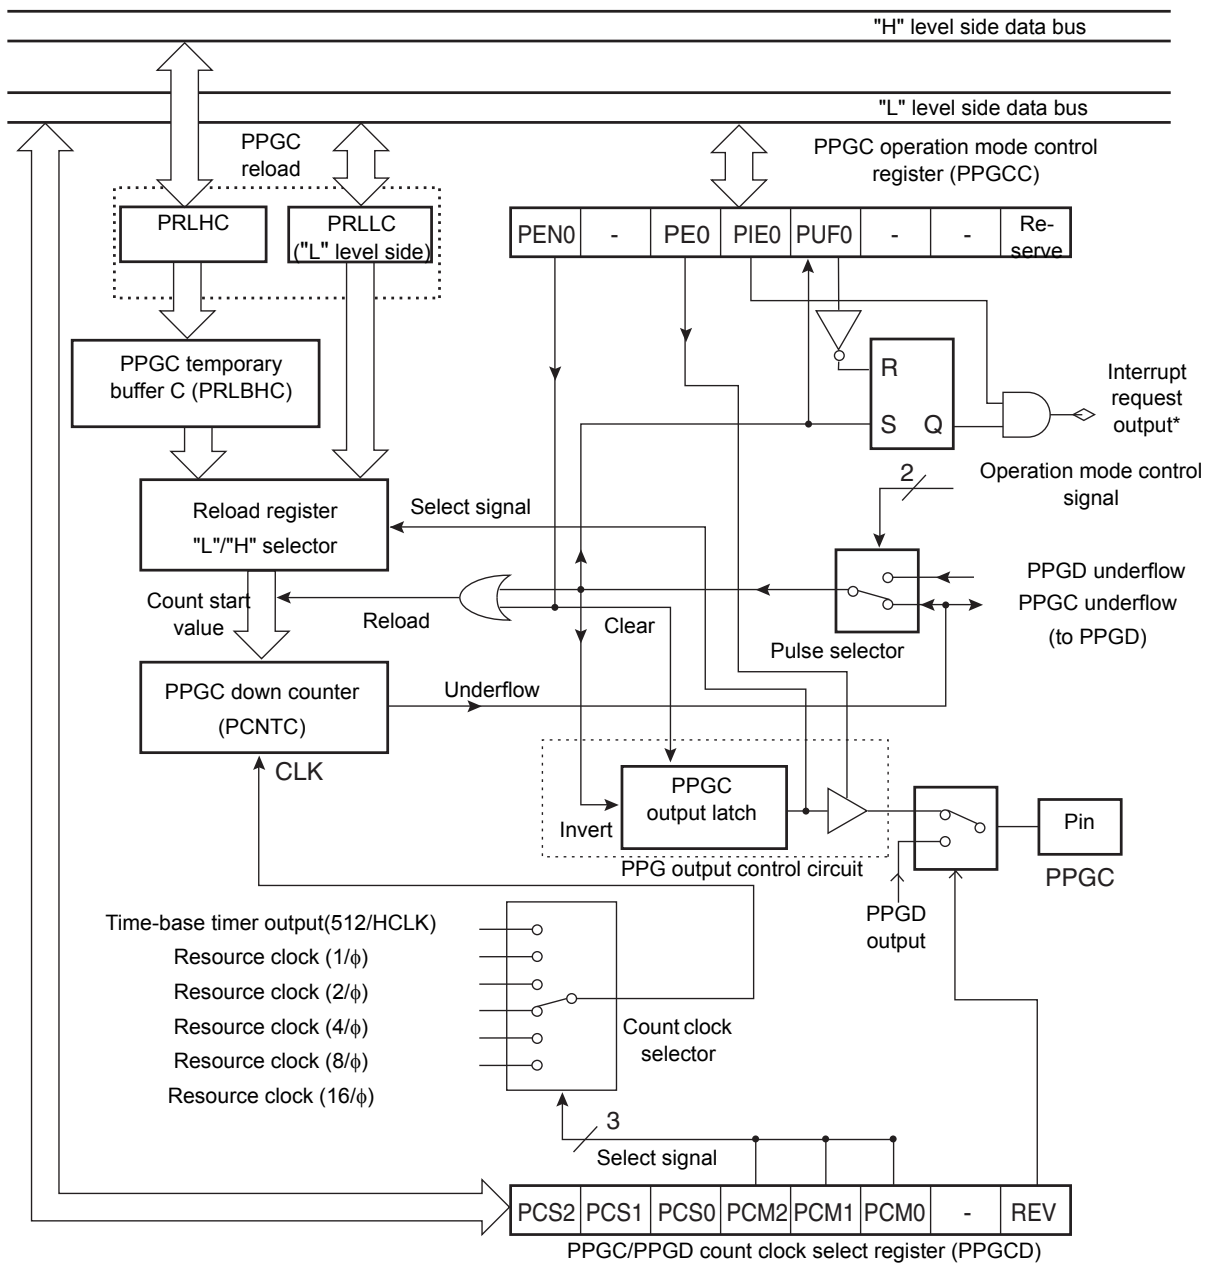 "H" level side data bus
"L" level side data bus
PPGC
reload
PPGC operation mode control
register (PPGCC)
PRLHC
PRLLC
("L" level side)
PEN0
-
PE0
PIE0
PUF0
-
-
Re-
serve
PPGC temporary
buffer C (PRLBHC)
R
S
Q
Interrupt
request
output*
Reload register
"L"/"H" selector
Select signal
2
Operation mode control
signal
Count start
value
Reload
Clear
PPGD underflow
PPGC underflow
(to PPGD)
Pulse selector
PPGC down counter
(PCNTC)
Underflow
CLK
PPGC
output latch
Invert
PPG output control circuit
Pin
PPGC
PPGD
output
Time-base timer output(512/HCLK)
Resource clock (1/ϕ)
Resource clock (2/ϕ)
Resource clock (4/ϕ)
Resource clock (8/ϕ)
Resource clock (16/ϕ)
Count clock
selector
3
Select signal
PCS2
PCS1
PCS0
PCM2
PCM1
PCM0
-
REV
PPGC/PPGD count clock select register (PPGCD)